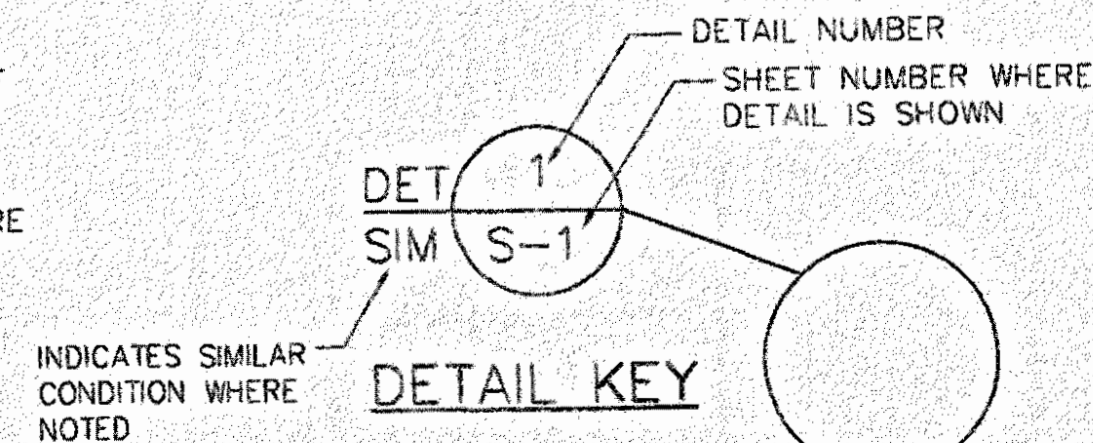 DETAIL NUMBER
SHEET NUMBER WHERE
DETAIL IS SHOWN
DET 1
SIM S-1
INDICATES SIMILAR
CONDITION WHERE
NOTED
DETAIL KEY